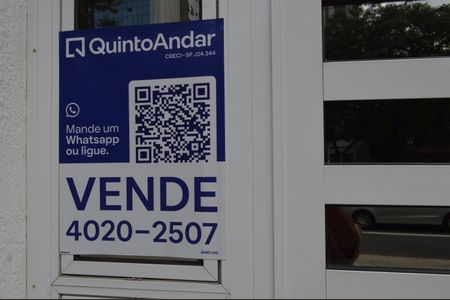 QuintoAndar
CRECI-SP J24.344
Mande um
Whatsapp
ou ligue.
VENDE
4020-2507